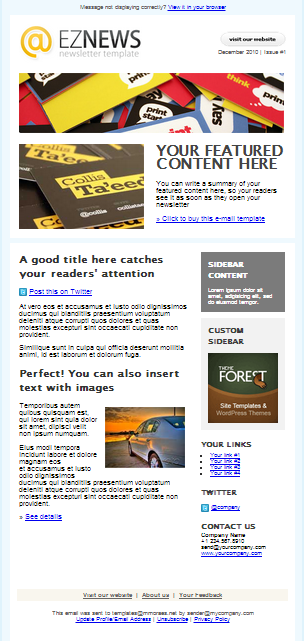 Message not displaying correctly? View it in your browser
@ EZNEWS
newsletter template
visit our website
December 2010 | Issue #1
think.
print
start.
Collis
Ta'eed
YOUR FEATURED
CONTENT HERE
You can write a summary of your
featured content here, so your readers
see it as soon as they open your
newsletter
» Click to buy this e-mail template
A good title here catches
your readers' attention
Post this on Twitter
At vero eos et accusamus et iusto odio dignissimos
ducimus qui blanditiis praesentium voluptatum
deleniti atque corrupti quos dolores et quas
molestias excepturi sint occaecati cupiditate non
provident.
Similique sunt in culpa qui officia deserunt mollitia
animi, id est laborum et dolorum fuga.
Perfect! You can also insert
text with images
Temporibus autem
quibus quisquam est,
qui lorem sint quia dolor
sit amet, dipisci velit
non ipsum numquam.
Eius modi tempora
incidunt labore et dolore
magnam eos
et accusamus et iusto
odio dignissimos
ducimus qui blanditiis praesentium voluptatum
deleniti atque corrupti quos dolores et quas
molestias excepturi sint occaecati cupiditate non
provident.
» See details
SIDEBAR
CONTENT
Lorem ipsum dolor sit
amet, adipisicing elit, sed
do sit amet.
CUSTOM
SIDEBAR
THEME
FOREST
Site Templates &
WordPress Themes
YOUR LINKS
Your link #1
Your link #2
Your link #3
Your link #4
TWITTER
@company
CONTACT US
Company Name
+1 234.567.8910
send@yourcompany.com
www.yourcompany.com
Visit our website | About us | Your Feedback
This email was sent to templates@mmcress.net by sender@mycompany.com
Update Profile/Email Address | Unsubscribe | Privacy Policy